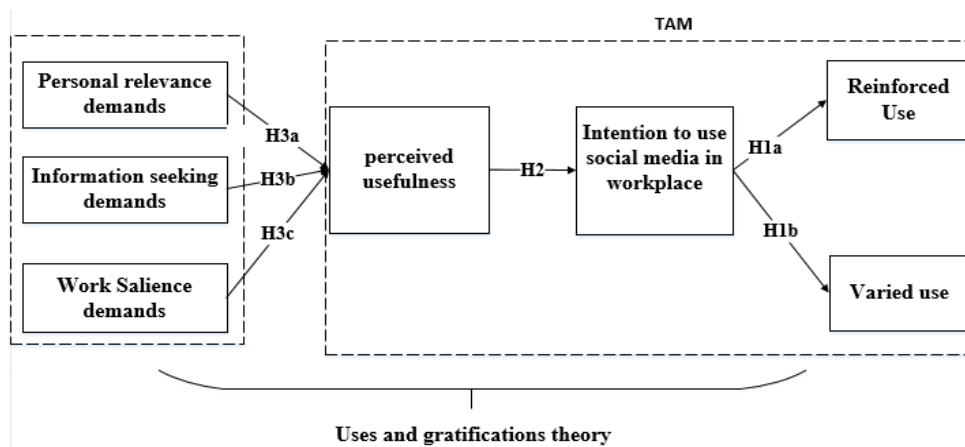 TAM
Personal relevance
demands
Information seeking
demands
Work Salience
demands
H3a
H3b
H3c
perceived
usefulness
H2
Intention to use
social media in
workplace
H1a
H1b
Reinforced
Use
Varied use
Uses and gratifications theory